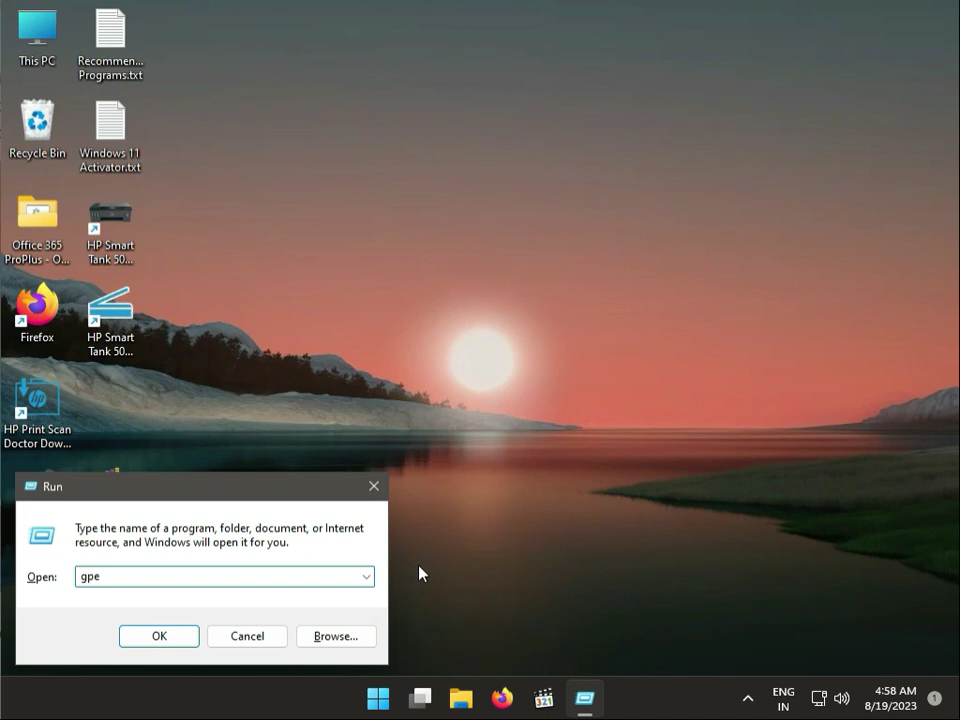 This PC
Recommen...
Programs.txt
Recycle Bin
Windows 11
Activator.txt
Office 365
ProPlus - O...
HP Smart
Tank 50...
Firefox
HP Smart
Tank 50...
hp
HP Print Scan
Doctor Dow...
Run
Type the name of a program, folder, document, or Internet
resource, and Windows will open it for you.
Open:
gpe
OK
Cancel
Browse...
321
ENG
IN
4:58 AM
8/19/2023
1